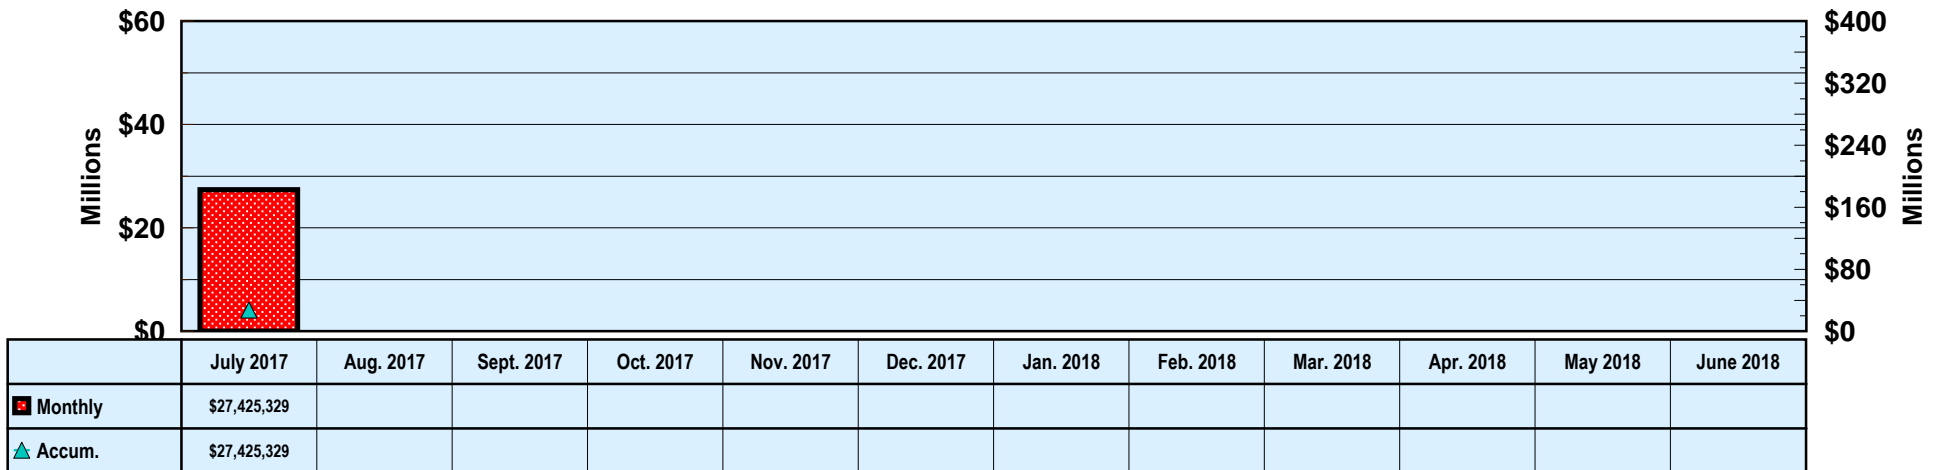 $60
$40
$20
$0
Millions
$400
$320
$240
$160
$80
$0
Millions
July 2017 Aug. 2017 Sept. 2017 Oct. 2017 Nov. 2017 Dec. 2017 Jan. 2018 Feb. 2018 Mar. 2018 Apr. 2018 May 2018 June 2018
Monthly $27,425,329
Accum. $27,425,329